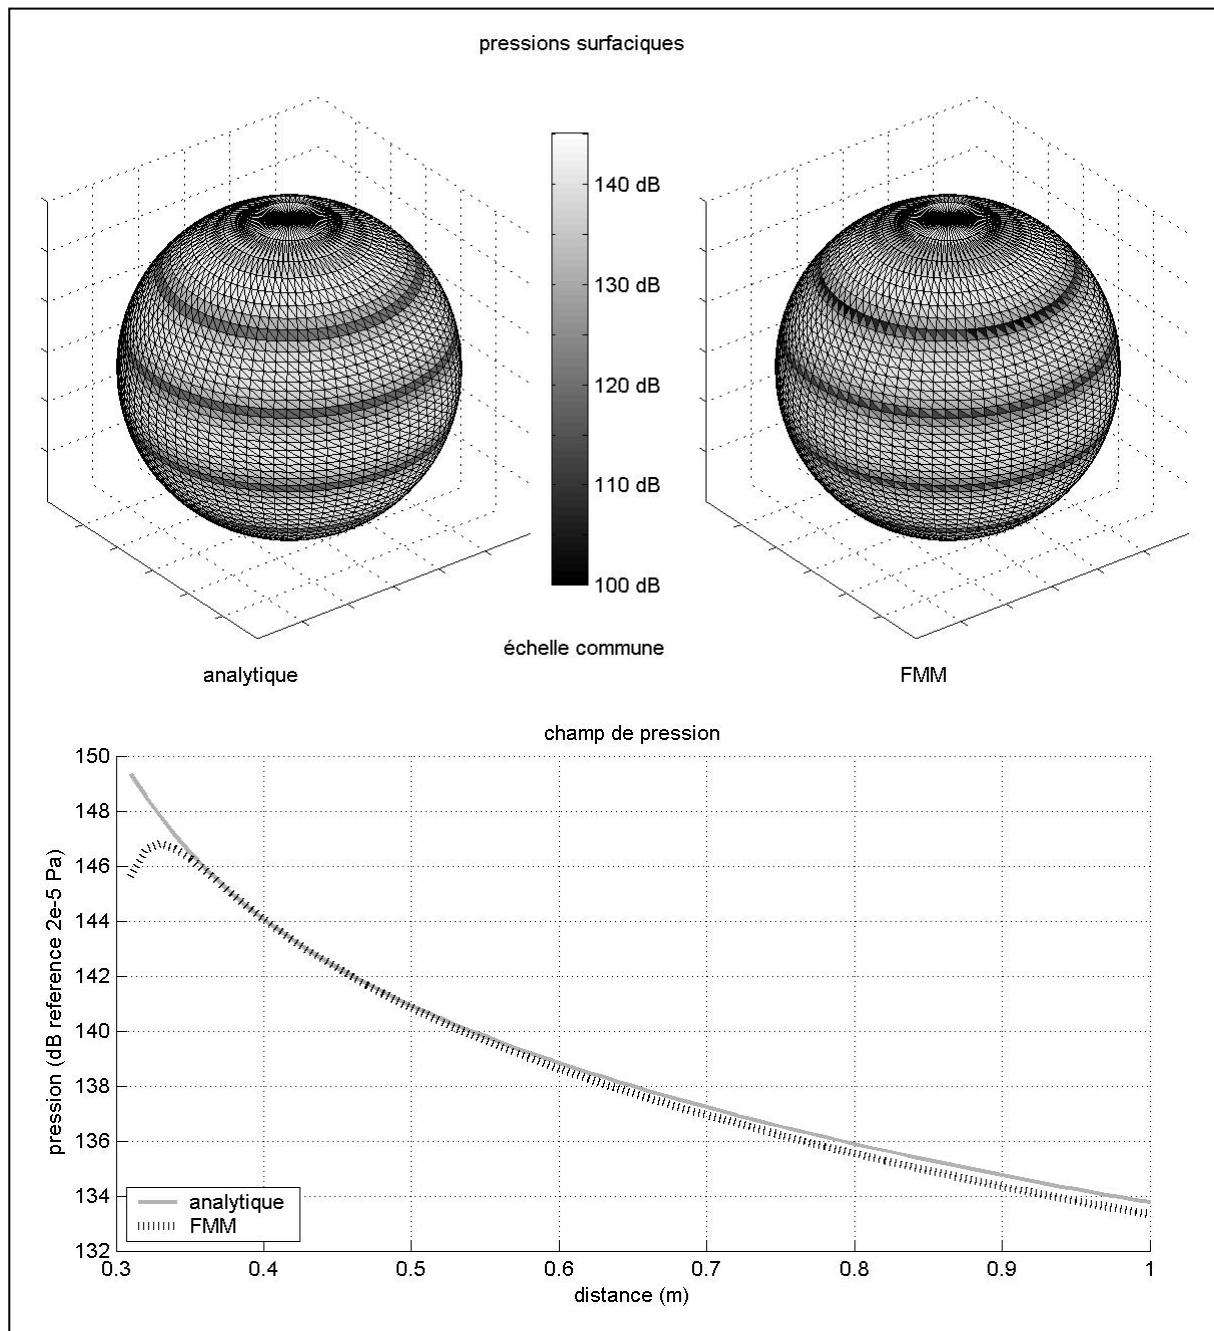 pressions surfaciques
140 dB
130 dB
120 dB
110 dB
100 dB
échelle commune
analytique
FMM
champ de pression
150
148
146
144
142
140
138
136
134
132
pression (dB reference 2e-5 Pa)
analytique
FMM
0.3 0.4 0.5 0.6 0.7 0.8 0.9 1
distance (m)